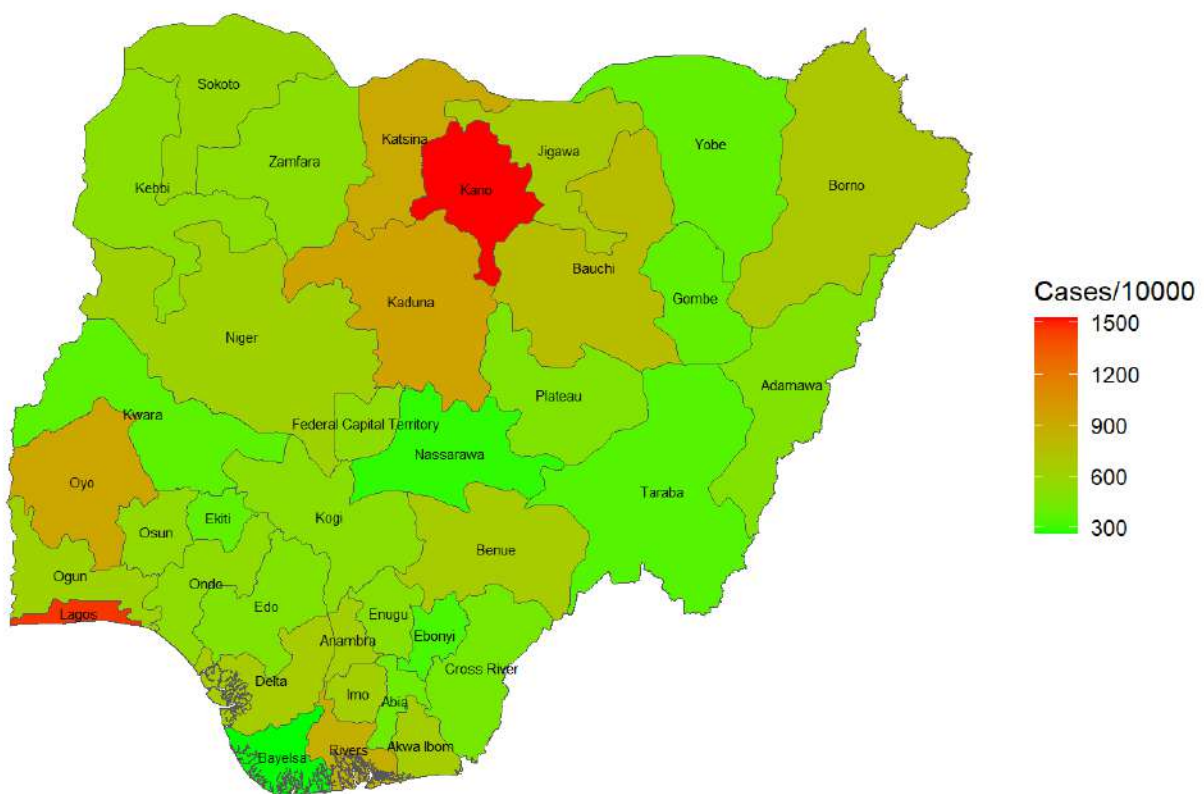 Sokoto
Katsina
Zamfara
Kebbi
Kano
Jigawa
Yobe
Borno
Bauchi
Gombe
Kaduna
Niger
Adamawa
Plateau
Kwara
Federal Capital Territory
Nassarawa
Taraba
Oyo
Kogi
Osun
Ekiti
Benue
Ogun
Ondo
Edo
Lagos
Enugu
Anambra
Ebonyi
Cross River
Delta
Imo
Abia
Bayelsa
Rivers
Akwa Ibom
Cases/10000
1500
1200
900
600
300